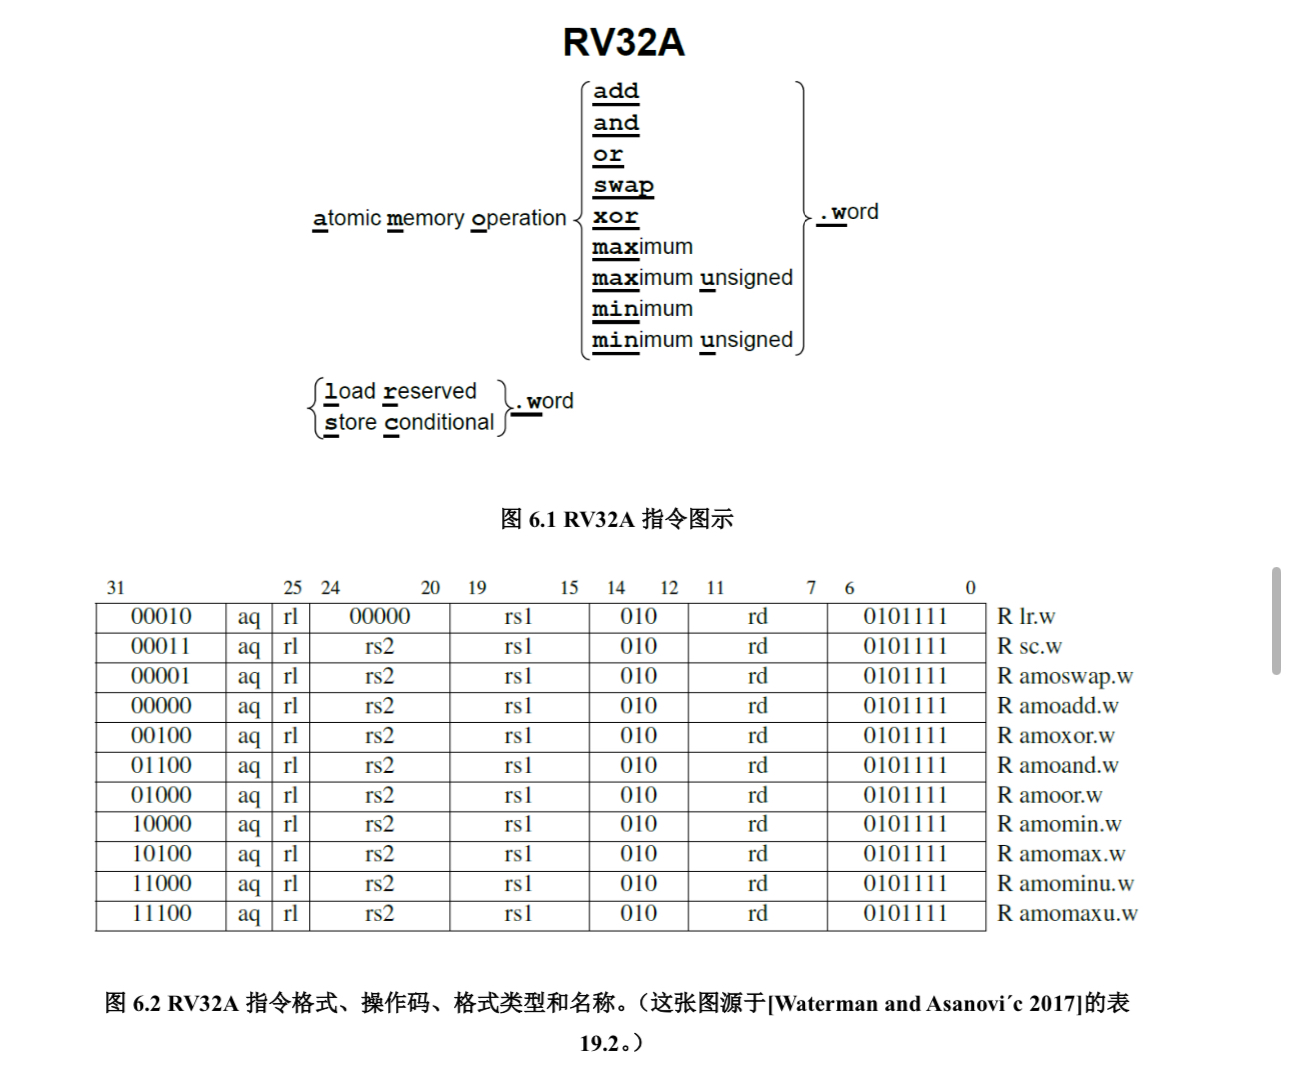 RV32A
add
and
or
swap
xor
atomic memory operation
maximum
maximum unsigned
minimum
minimum unsigned
.word
load reserved
store conditional
.word
图 6.1 RV32A 指令图示
31 25 24 20 19 15 14 12 11 7 6 0
00010 aq rl 00000 rs1 010 rd 0101111 R lr.w
00011 aq rl rs2 rs1 010 rd 0101111 R sc.w
00001 aq rl rs2 rs1 010 rd 0101111 R amoswap.w
00000 aq rl rs2 rs1 010 rd 0101111 R amoadd.w
00100 aq rl rs2 rs1 010 rd 0101111 R amoxor.w
01100 aq rl rs2 rs1 010 rd 0101111 R amoand.w
01000 aq rl rs2 rs1 010 rd 0101111 R amoor.w
10000 aq rl rs2 rs1 010 rd 0101111 R amomin.w
10100 aq rl rs2 rs1 010 rd 0101111 R amomax.w
11000 aq rl rs2 rs1 010 rd 0101111 R amominu.w
11100 aq rl rs2 rs1 010 rd 0101111 R amomaxu.w
图 6.2 RV32A 指令格式、操作码、格式类型和名称。（这张图源于[Waterman and Asanovi´c 2017]的表
19.2。）